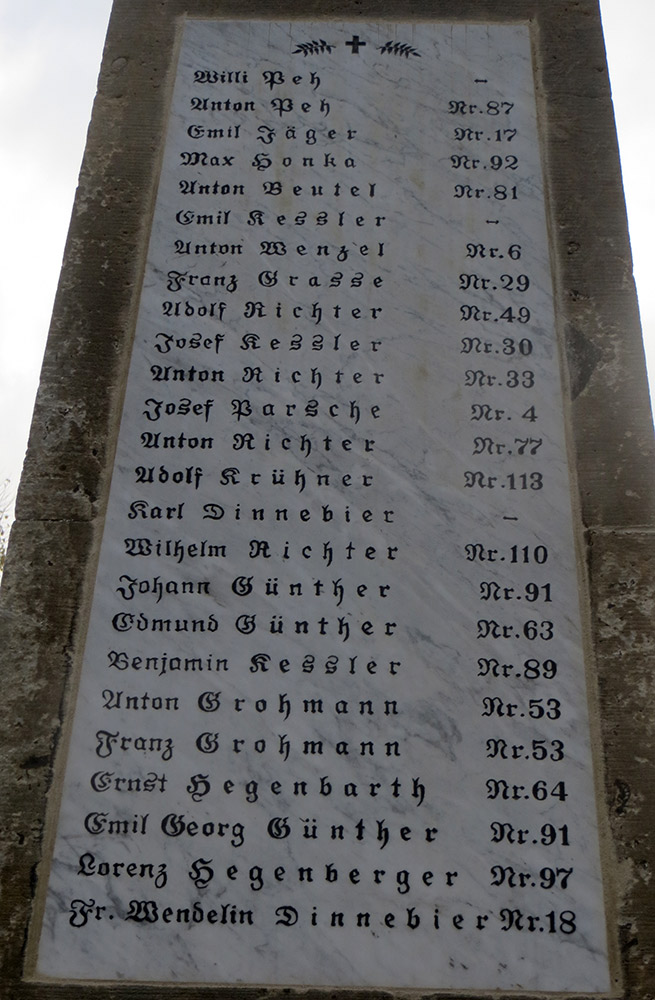 Willi Peh –
Anton Peh Nr.87
Emil Jäger Nr.17
Max Honka Nr.92
Anton Beutel Nr.81
Emil Kessler –
Anton Wenzel Nr.6
Franz Grasse Nr.29
Adolf Richter Nr.49
Josef Kessler Nr.30
Anton Richter Nr.33
Josef Parsche Nr. 4
Anton Richter Nr.77
Adolf Krühner Nr.113
Karl Dinnebier –
Wilhelm Richter Nr.110
Johann Günther Nr.91
Edmund Günther Nr.63
Benjamin Kessler Nr.89
Anton Grohmann Nr.53
Franz Grohmann Nr.53
Ernst Hegenbarth Nr.64
Emil Georg Günther Nr.91
Lorenz Hegenberger Nr.97
Fr. Wendelin Dinnebier Nr.18